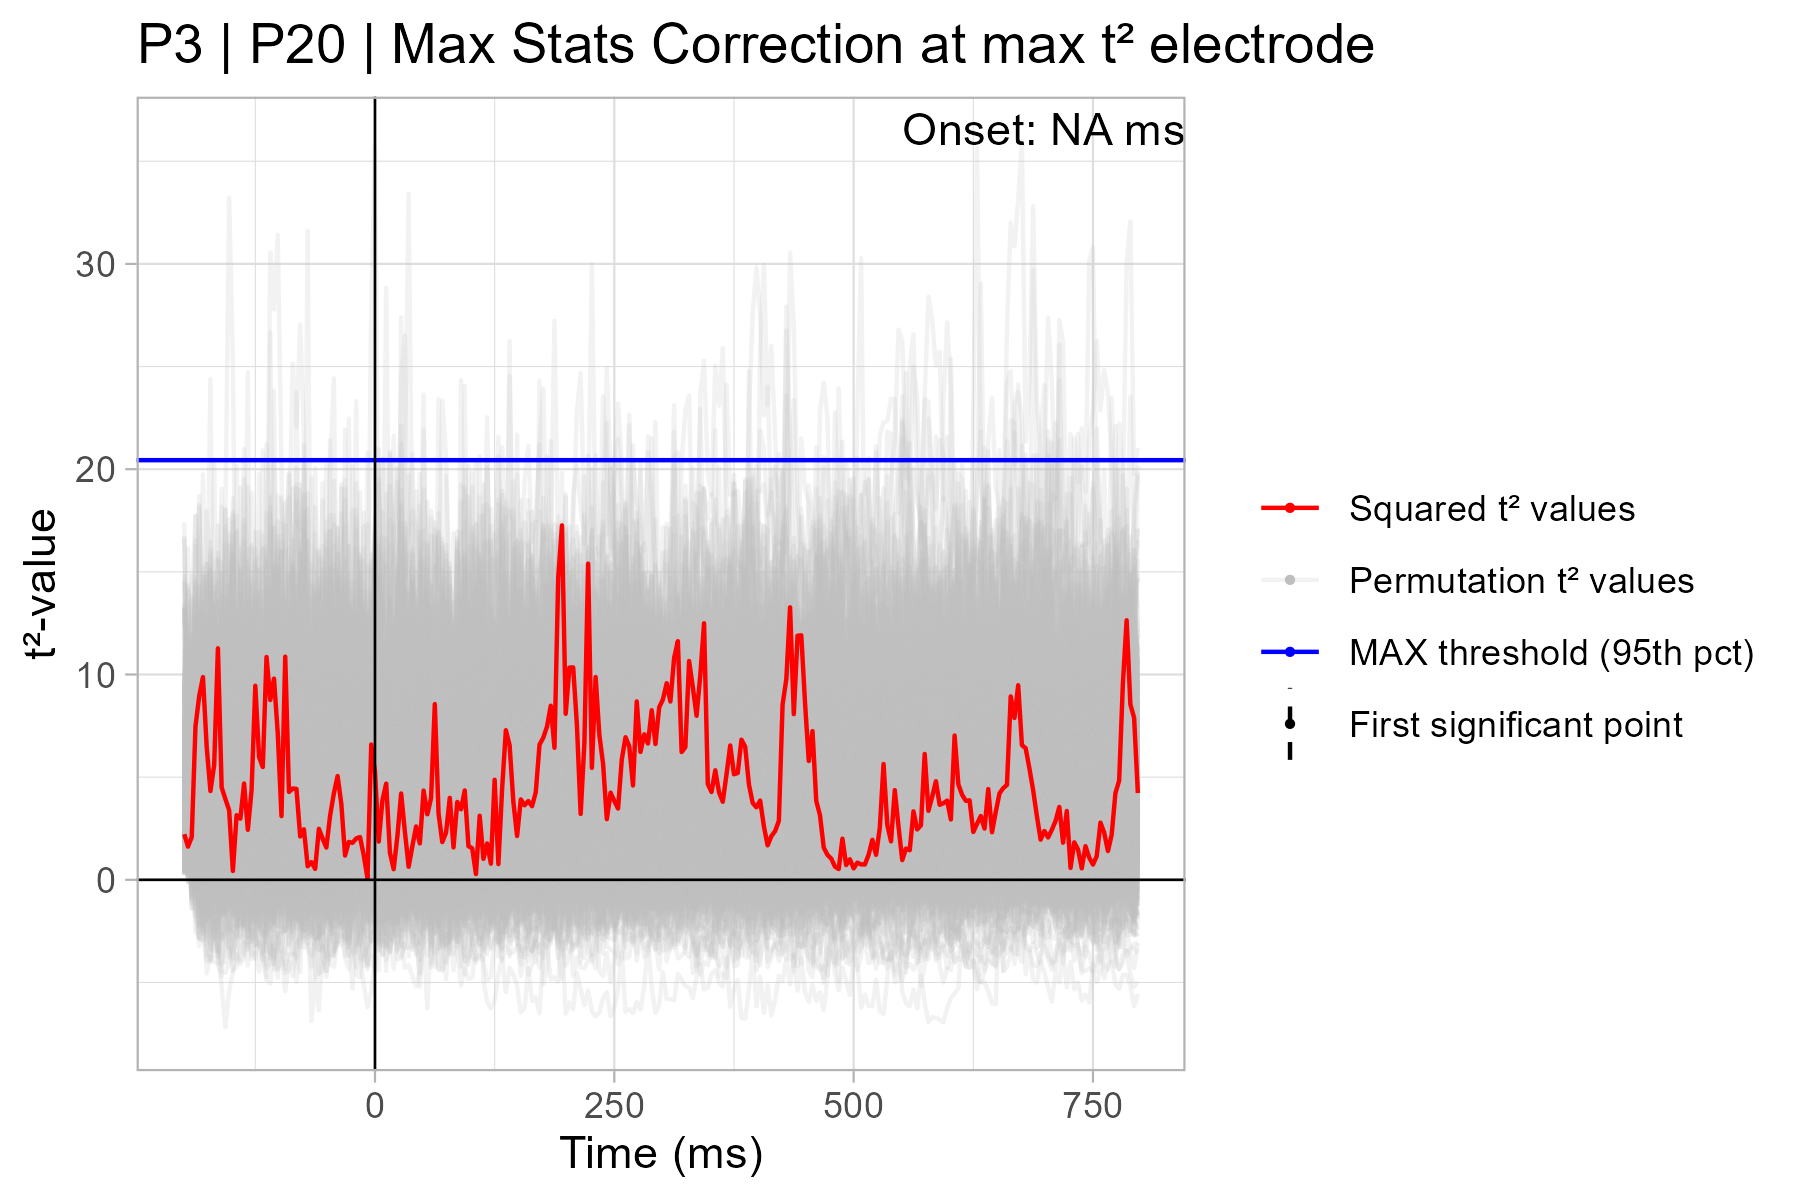 P3 | P20 | Max Stats Correction at max t² electrode
Onset: NA ms
30
20
10
0
t²-value
0 250 500 750
Time (ms)
Squared t² values
Permutation t² values
MAX threshold (95th pct)
First significant point